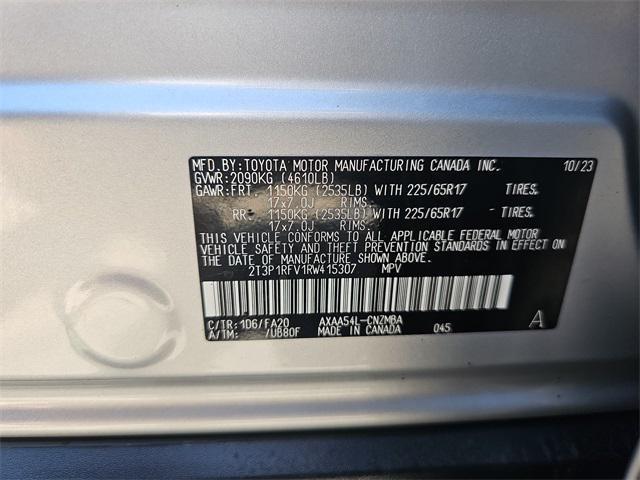 MFD.BY:TOYOTA MOTOR MANUFACTURING CANADA INC. 10/23
GVWR:2090KG (4610LB)
GAWR:FRT. 1150KG (2535LB) WITH 225/65R17 TIRES.
17x7.0J RIMS.
RR. 1150KG (2535LB) WITH 225/65R17 TIRES.
17x7.0J RIMS.
THIS VEHICLE CONFORMS TO ALL APPLICABLE FEDERAL MOTOR
VEHICLE SAFETY AND THEFT PREVENTION STANDARDS IN EFFECT ON
THE DATE OF MANUFACTURE SHOWN ABOVE.
2T3P1RFV1RW415307 MPV
C/TR:1D6/FA20 AXAA54L-CNZMBA
A/TM: /UB80F MADE IN CANADA 045 A